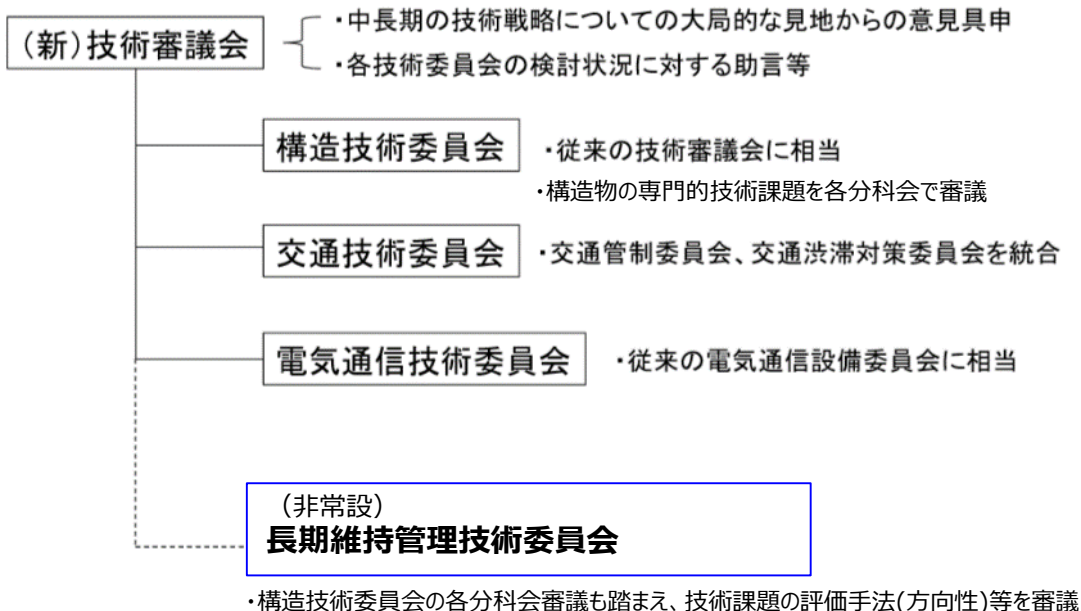 (新)技術審議会
・中長期の技術戦略についての大局的な見地からの意見具申
・各技術委員会の検討状況に対する助言等
構造技術委員会
・従来の技術審議会に相当
・構造物の専門的技術課題を各分科会で審議
交通技術委員会
・交通管制委員会、交通渋滞対策委員会を統合
電気通信技術委員会
・従来の電気通信設備委員会に相当
(非常設)
長期維持管理技術委員会
・構造技術委員会の各分科会審議も踏まえ、技術課題の評価手法(方向性)等を審議